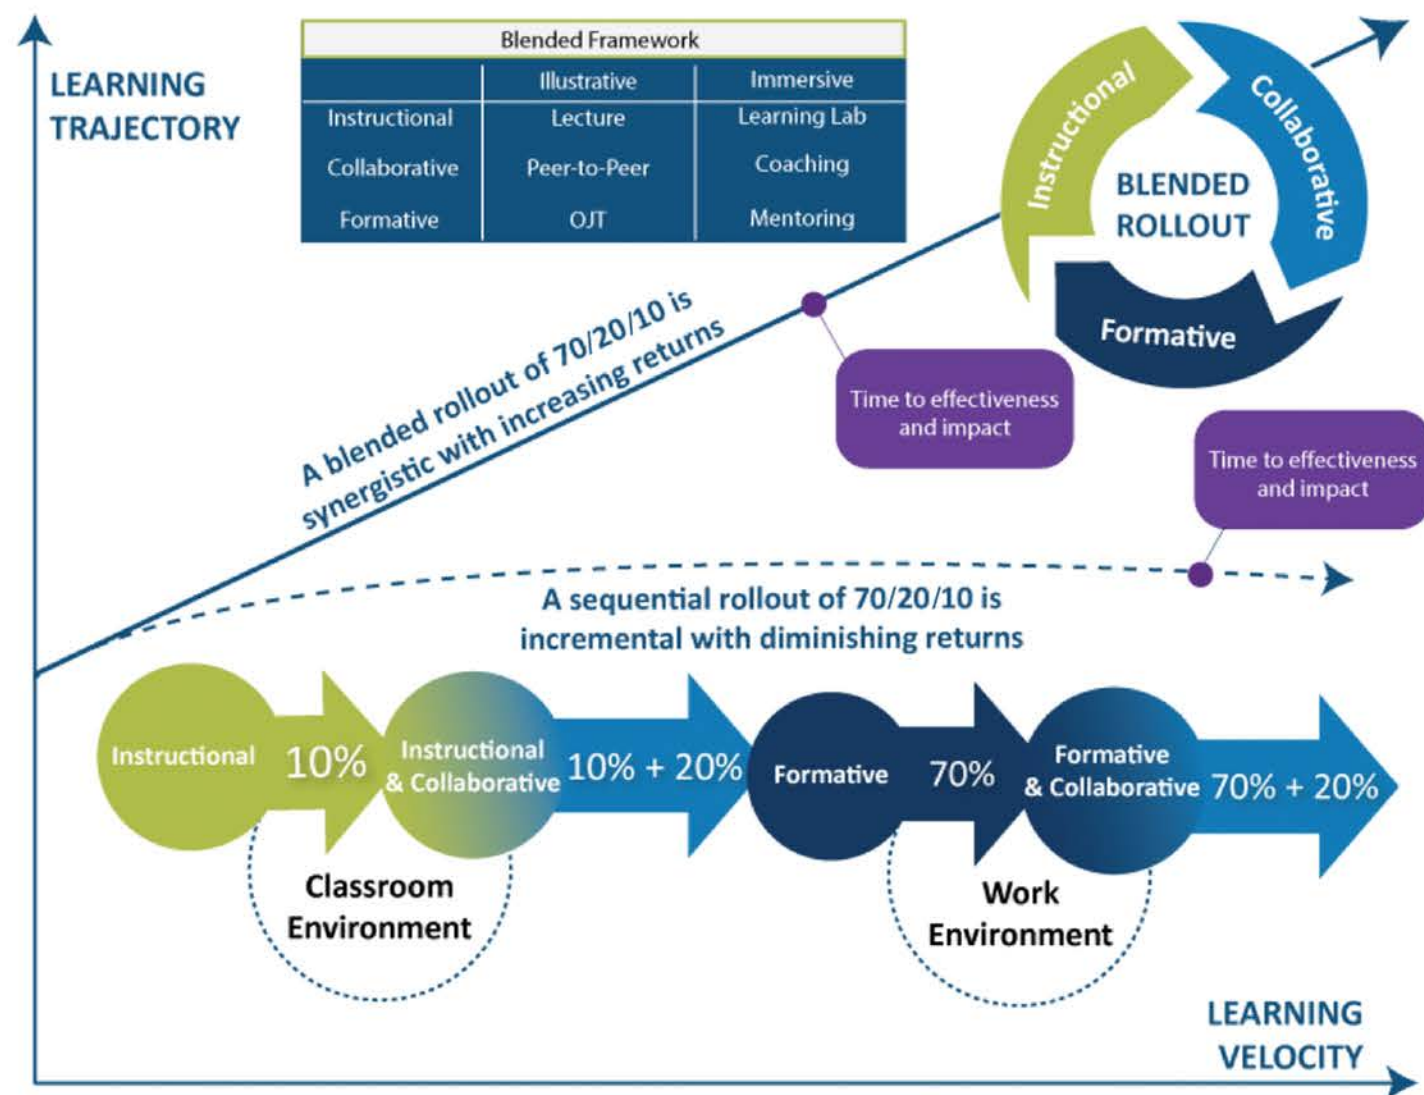 LEARNING
TRAJECTORY
Blended Framework
Illustrative Immersive
Instructional Lecture Learning Lab
Collaborative Peer-to-Peer Coaching
Formative OJT Mentoring
Instructional
Collaborative
Formative
BLENDED
ROLLOUT
A blended rollout of 70/20/10 is
synergistic with increasing returns
Time to effectiveness
and impact
Time to effectiveness
and impact
A sequential rollout of 70/20/10 is
incremental with diminishing returns
Instructional
10%
Instructional
& Collaborative
10% + 20%
Formative
70%
Formative
& Collaborative
70% + 20%
Classroom
Environment
Work
Environment
LEARNING
VELOCITY